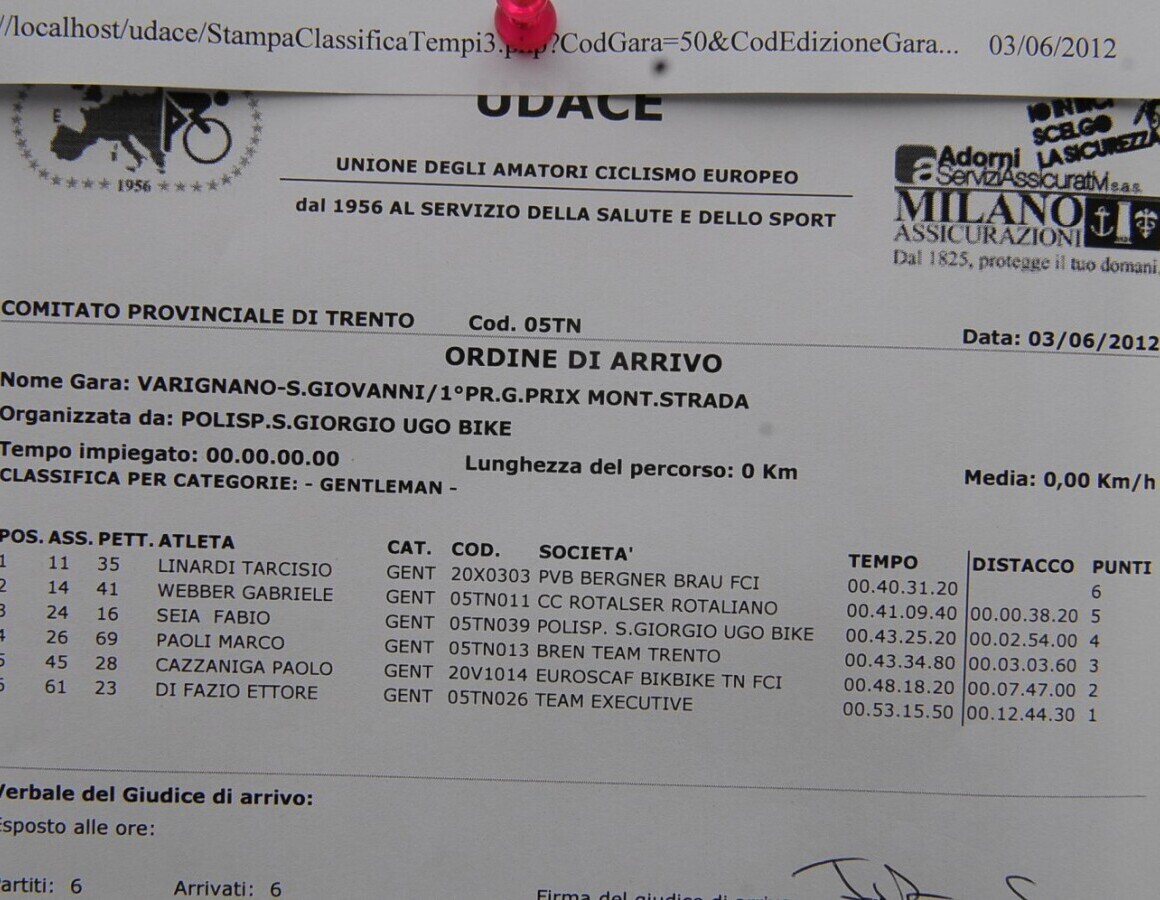 //localhost/udace/StampaClassificaTempi3.php?CodGara=50&CodEdizioneGara... 03/06/2012
UDACE
E
1956
UNIONE DEGLI AMATORI CICLISMO EUROPEO
dal 1956 AL SERVIZIO DELLA SALUTE E DELLO SPORT
IO IN BICI
SCELGO
LA SICUREZZA
Adorni
ServiziAssicurativi s.a.s.
MILANO
ASSICURAZIONI
Dal 1825, protegge il tuo domani.
COMITATO PROVINCIALE DI TRENTO Cod. 05TN Data: 03/06/2012
ORDINE DI ARRIVO
Nome Gara: VARIGNANO-S.GIOVANNI/1°PR.G.PRIX MONT.STRADA
Organizzata da: POLISP.S.GIORGIO UGO BIKE
Tempo impiegato: 00.00.00.00 Lunghezza del percorso: 0 Km Media: 0,00 Km/h
CLASSIFICA PER CATEGORIE: - GENTLEMAN -
POS. ASS. PETT. ATLETA CAT. COD. SOCIETA' TEMPO DISTACCO PUNTI
1 11 35 LINARDI TARCISIO GENT 20X0303 PVB BERGNER BRAU FCI 00.40.31.20 6
2 14 41 WEBBER GABRIELE GENT 05TN011 CC ROTALSER ROTALIANO 00.41.09.40 00.00.38.20 5
3 24 16 SEIA FABIO GENT 05TN039 POLISP. S.GIORGIO UGO BIKE 00.43.25.20 00.02.54.00 4
4 26 69 PAOLI MARCO GENT 05TN013 BREN TEAM TRENTO 00.43.34.80 00.03.03.60 3
5 45 28 CAZZANIGA PAOLO GENT 20V1014 EUROSCAF BIKBIKE TN FCI 00.48.18.20 00.07.47.00 2
6 61 23 DI FAZIO ETTORE GENT 05TN026 TEAM EXECUTIVE 00.53.15.50 00.12.44.30 1
Verbale del Giudice di arrivo:
Esposto alle ore:
artiti: 6 Arrivati: 6 Firma del giudice di